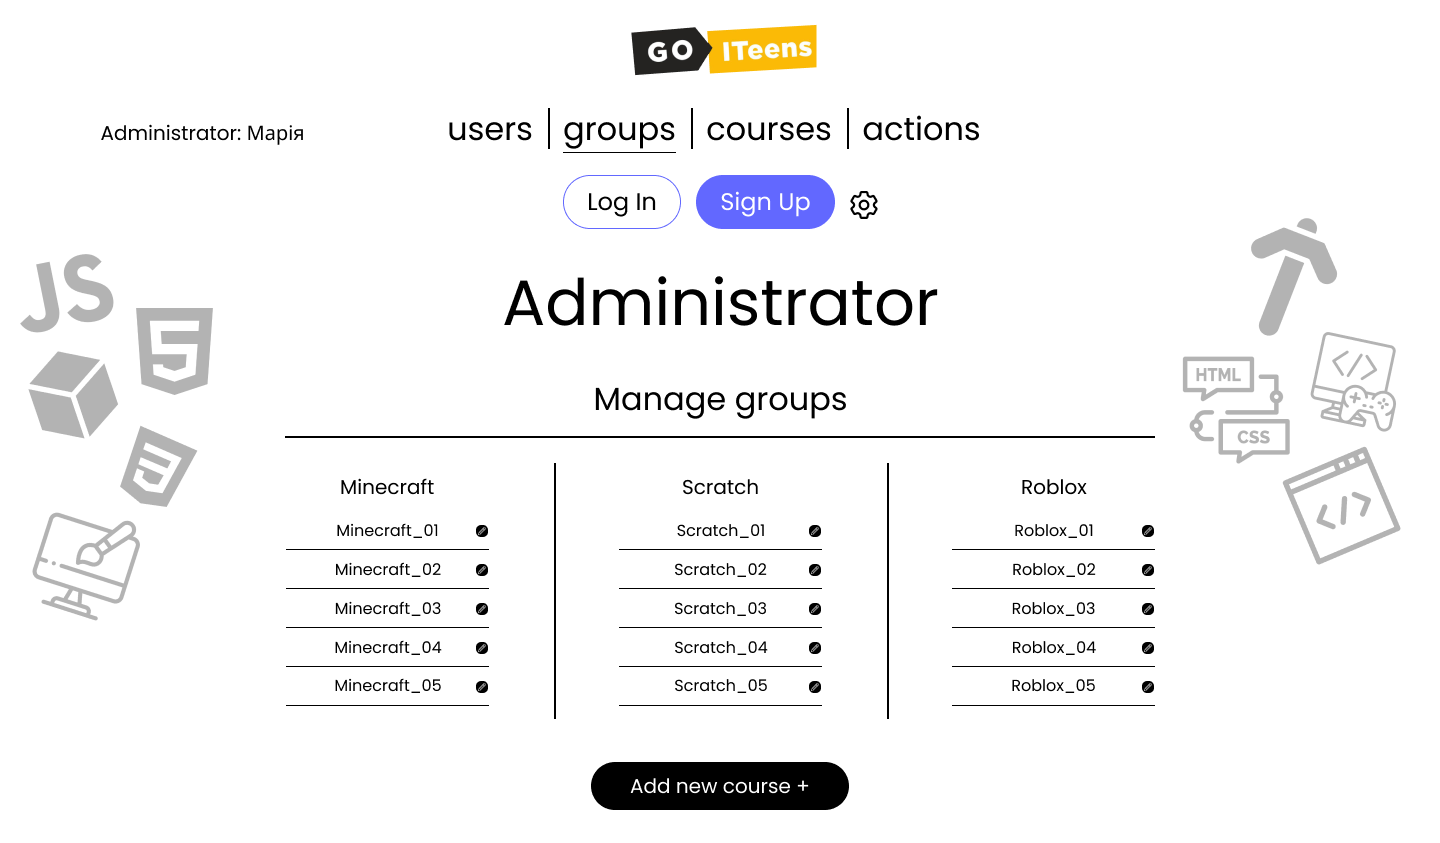 GO ITeens
Administrator: Марія
users groups courses actions
Log In Sign Up
JS
Administrator
HTML
CSS
Manage groups
Minecraft Scratch Roblox
Minecraft_01 Scratch_01 Roblox_01
Minecraft_02 Scratch_02 Roblox_02
Minecraft_03 Scratch_03 Roblox_03
Minecraft_04 Scratch_04 Roblox_04
Minecraft_05 Scratch_05 Roblox_05
Add new course +